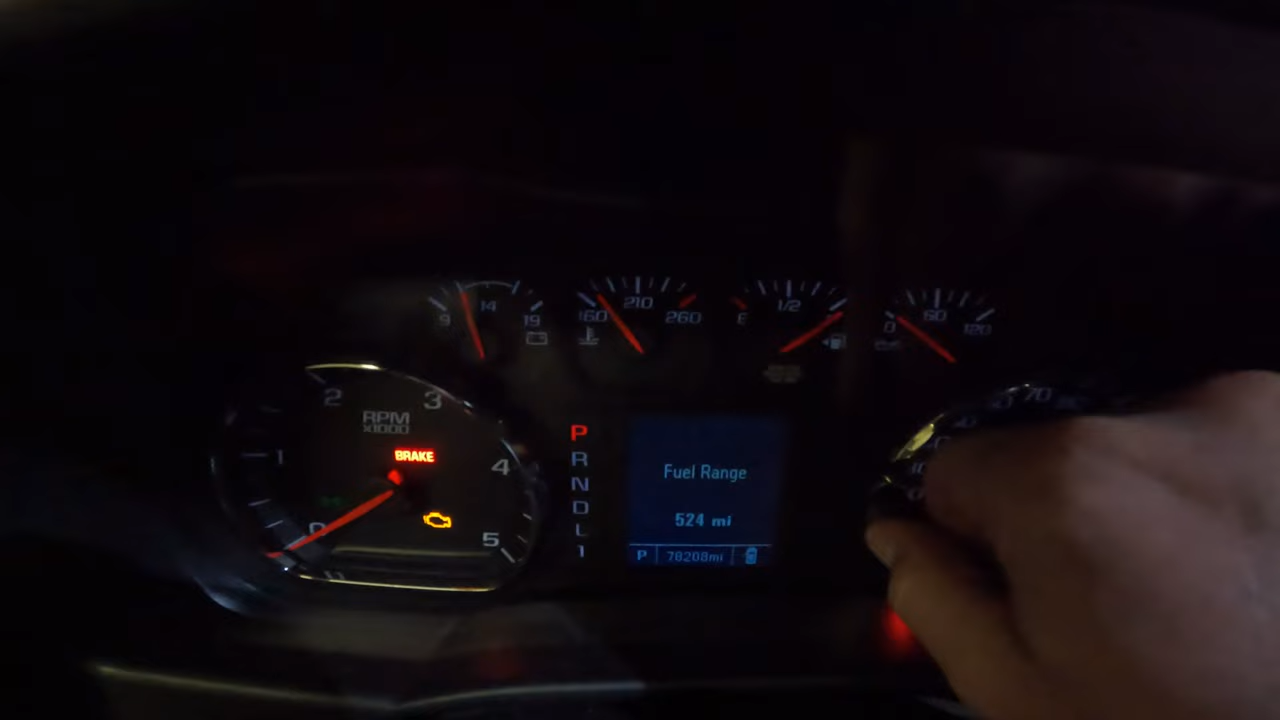 9 14 19
160 210 260
E 1/2
0 60 120
2 3
RPM
x1000
BRAKE
1 4
0 5
P
R
N
D
L
1
Fuel Range
524 mi
P 78208mi
70